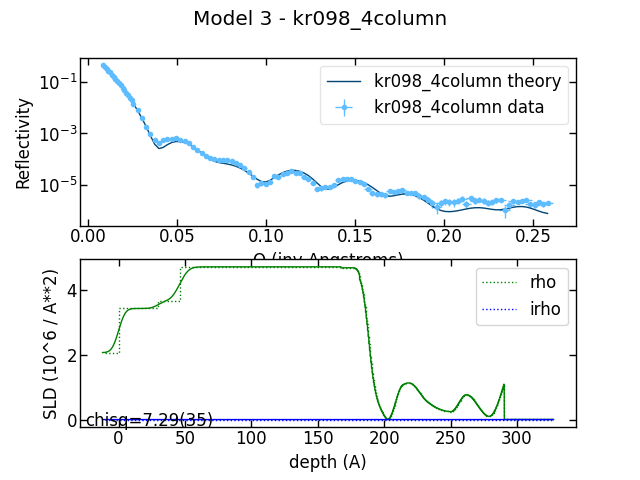 Model 3 - kr098_4column
Reflectivity
10⁻¹
10⁻³
10⁻⁵
kr098_4column theory
kr098_4column data
0.00 0.05 0.10 0.15 0.20 0.25
Q (inv Angstroms)
SLD (10^6 / A**2)
4
2
0
rho
irho
chisq=7.29(35)
0 50 100 150 200 250 300
depth (A)